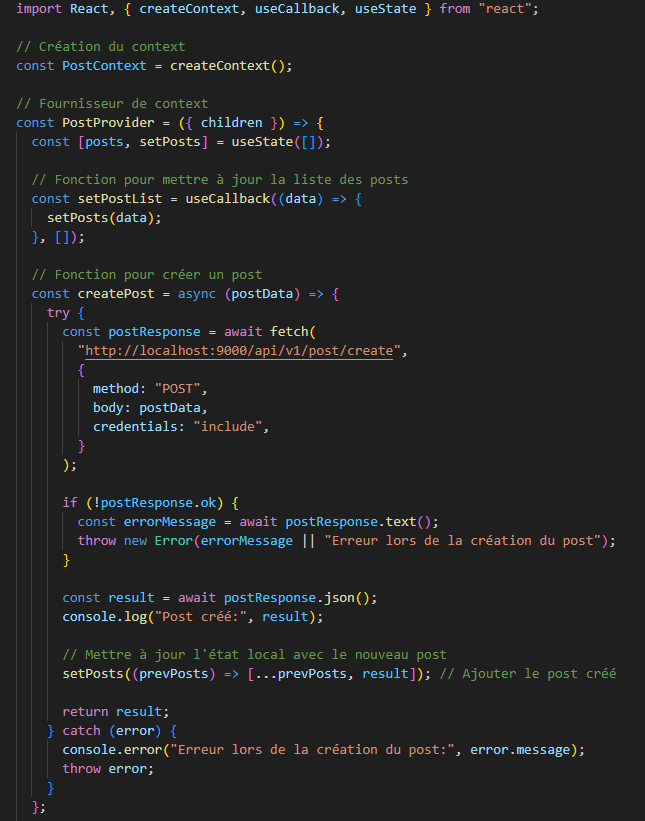 import React, { createContext, useCallback, useState } from "react";
// Création du context
const PostContext = createContext();
// Fournisseur de context
const PostProvider = ({ children }) => {
const [posts, setPosts] = useState([]);
// Fonction pour mettre à jour la liste des posts
const setPostList = useCallback((data) => {
setPosts(data);
}, []);
// Fonction pour créer un post
const createPost = async (postData) => {
try {
const postResponse = await fetch(
"http://localhost:9000/api/v1/post/create",
{
method: "POST",
body: postData,
credentials: "include",
}
);
if (!postResponse.ok) {
const errorMessage = await postResponse.text();
throw new Error(errorMessage || "Erreur lors de la création du post");
}
const result = await postResponse.json();
console.log("Post créé:", result);
// Mettre à jour l'état local avec le nouveau post
setPosts((prevPosts) => [...prevPosts, result]); // Ajouter le post créé
return result;
} catch (error) {
console.error("Erreur lors de la création du post:", error.message);
throw error;
}
};